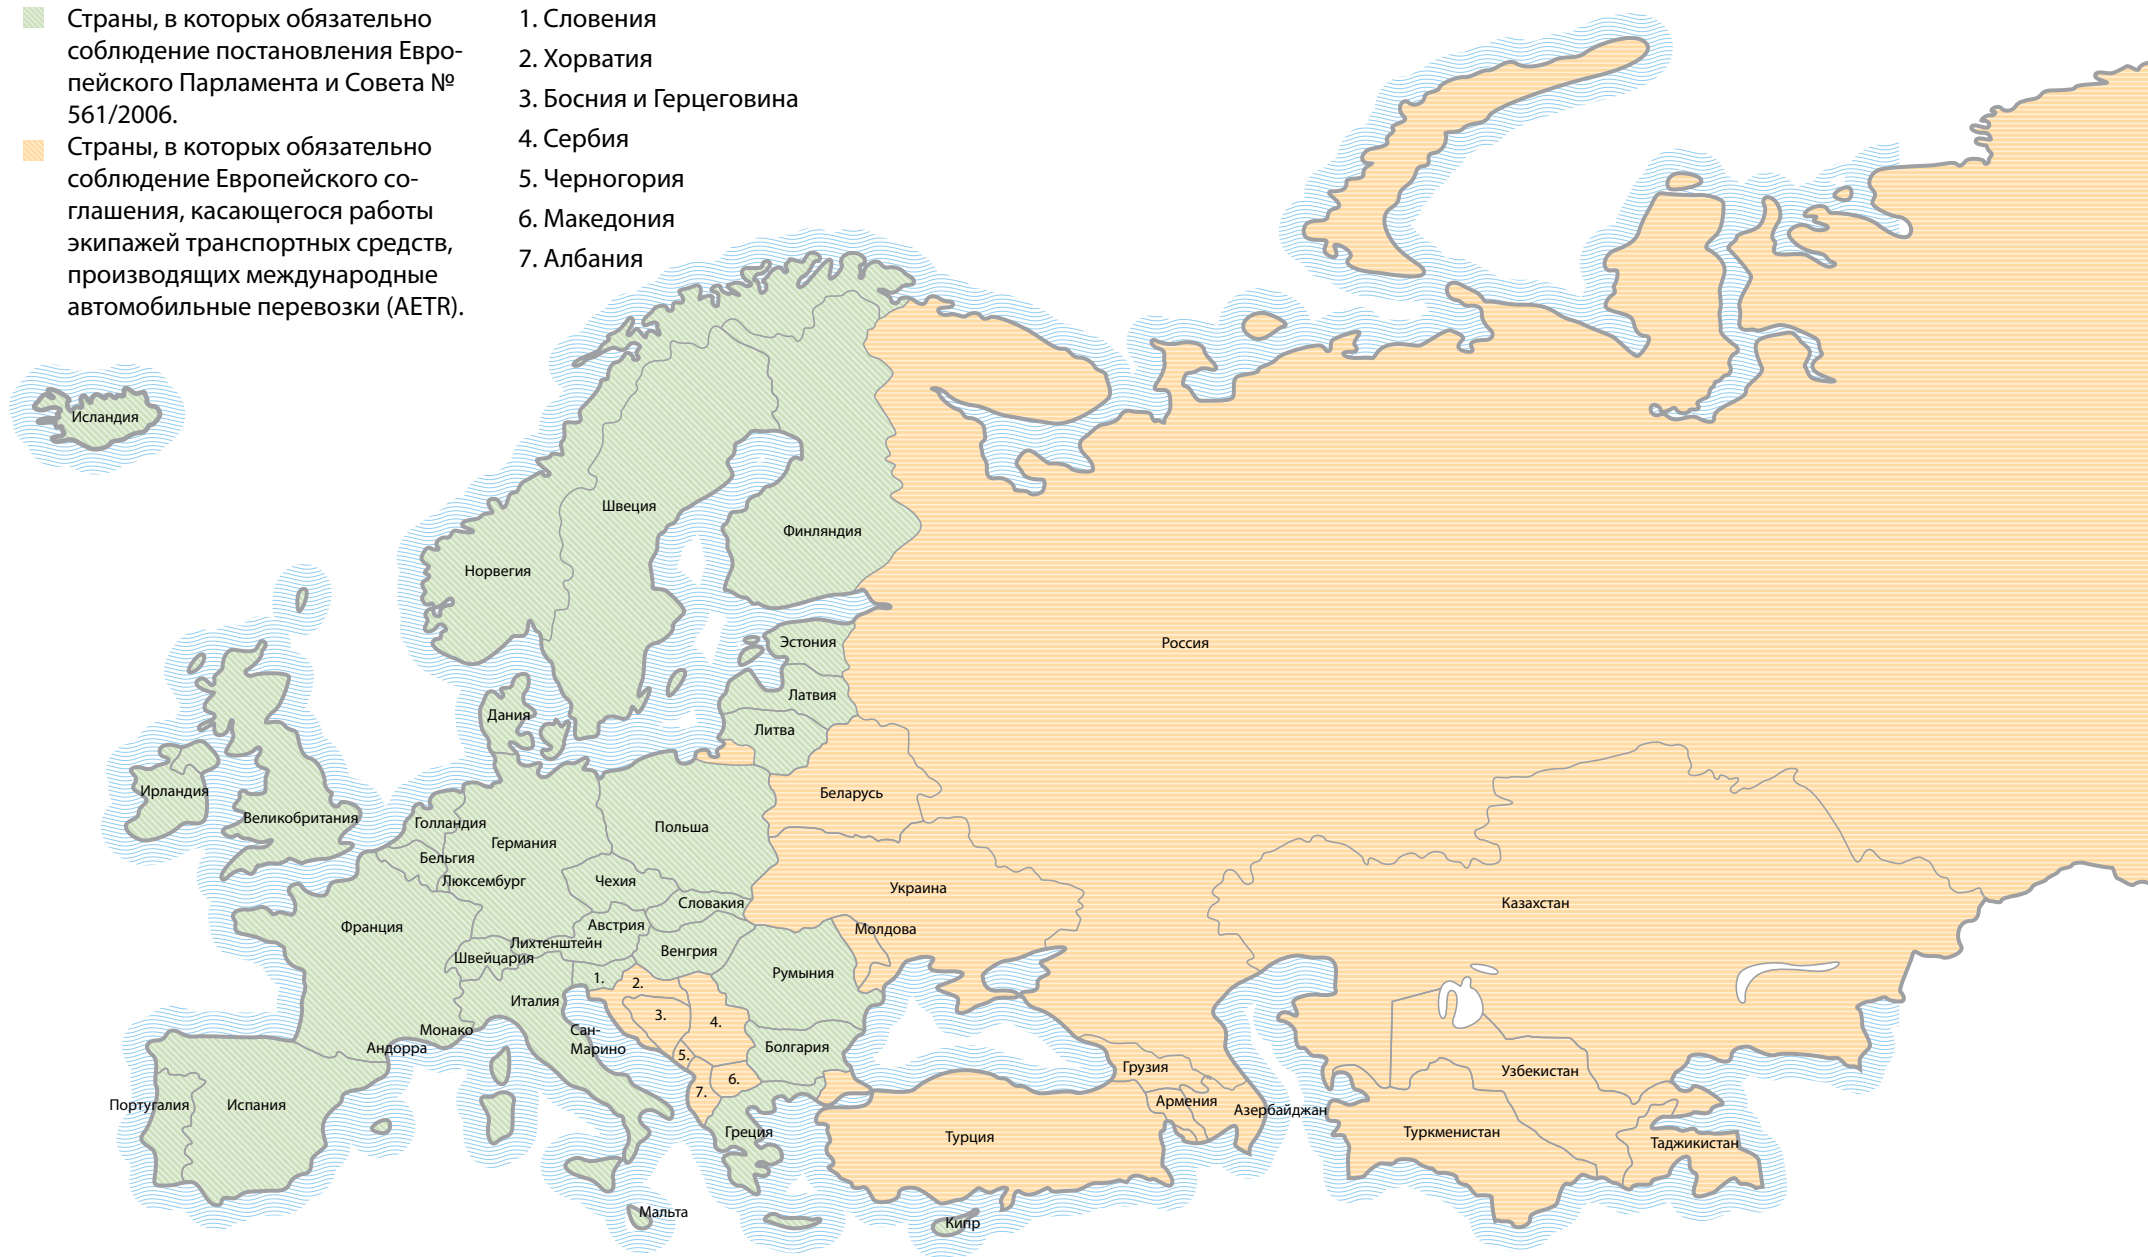 Страны, в которых обязательно
соблюдение постановления Евро-
пейского Парламента и Совета №
561/2006.
Страны, в которых обязательно
соблюдение Европейского со-
глашения, касающегося работы
экипажей транспортных средств,
производящих международные
автомобильные перевозки (AETR).
1. Словения
2. Хорватия
3. Босния и Герцеговина
4. Сербия
5. Черногория
6. Македония
7. Албания
Исландия
Швеция
Финляндия
Норвегия
Эстония
Россия
Латвия
Дания
Литва
Ирландия
Беларусь
Великобритания
Голландия
Польша
Германия
Бельгия
Люксембург
Чехия
Украина
Словакия
Казахстан
Франция
Австрия
Молдова
Лихтенштейн
Венгрия
Швейцария
Румыния
1.
2.
Италия
3.
4.
Монако
Сан-
Марино
Андорра
Болгария
5.
Грузия
Узбекистан
6.
7.
Португалия
Испания
Армения
Азербайджан
Греция
Турция
Туркменистан
Таджикистан
Мальта
Кипр